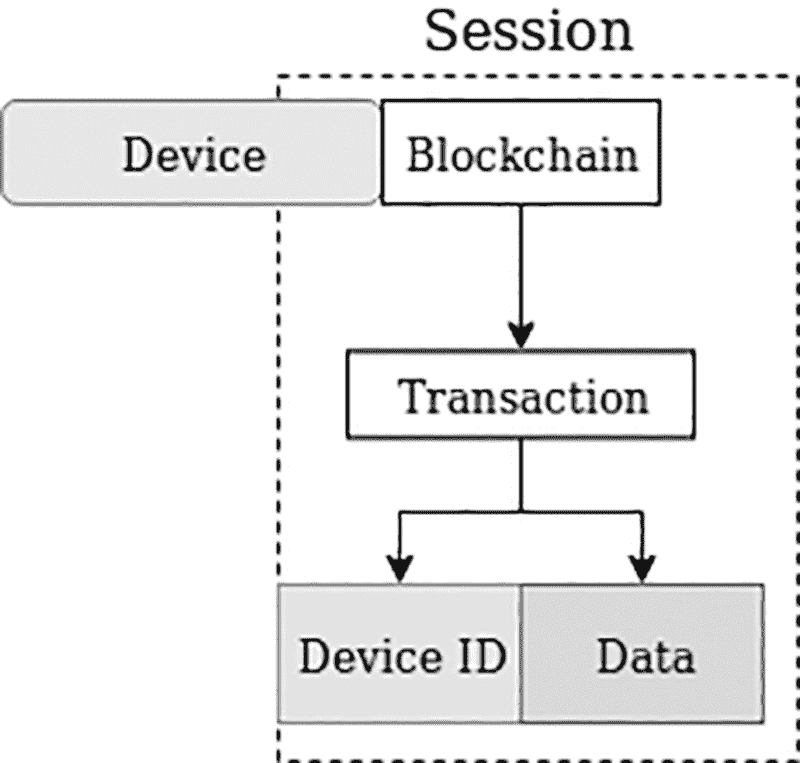 Session
Device
Blockchain
Transaction
Device ID
Data